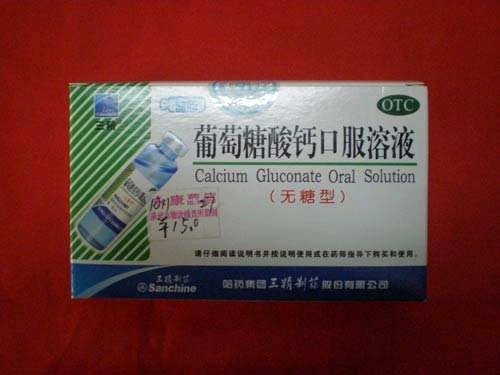 OTC
三精
葡萄糖酸钙口服溶液
Calcium Gluconate Oral Solution
(无糖型)
¥15.0
请仔细阅读说明书并按说明使用或在药师指导下购买和使用。
三精制药
Sanchine
哈药集团三精制药股份有限公司